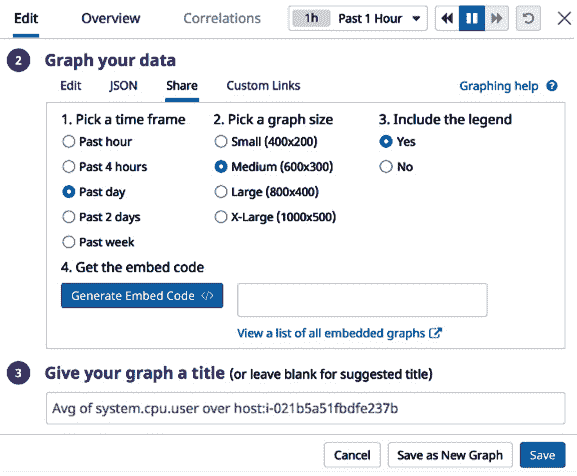 Edit Overview Correlations 1h Past 1 Hour
2 Graph your data
Edit JSON Share Custom Links Graphing help ?
1. Pick a time frame 2. Pick a graph size 3. Include the legend
Past hour Small (400x200) Yes
Past 4 hours Medium (600x300) No
Past day Large (800x400)
Past 2 days X-Large (1000x500)
Past week
4. Get the embed code
Generate Embed Code </>
View a list of all embedded graphs
3 Give your graph a title (or leave blank for suggested title)
Avg of system.cpu.user over host:i-021b5a51fbdfe237b
Cancel Save as New Graph Save